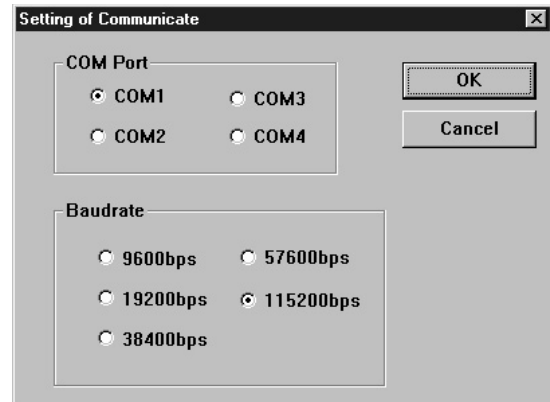 Setting of Communicate
COM Port
COM1
COM3
COM2
COM4
OK
Cancel
Baudrate
9600bps
57600bps
19200bps
115200bps
38400bps